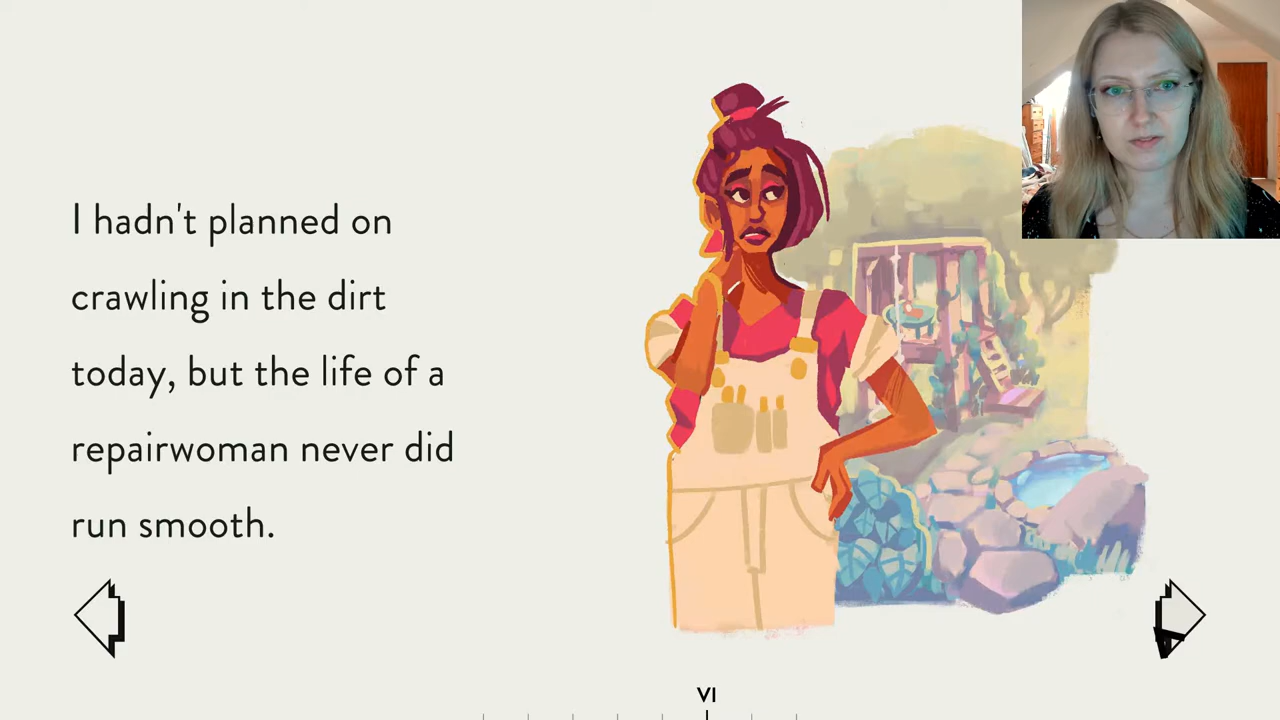 I hadn't planned on
crawling in the dirt
today, but the life of a
repairwoman never did
run smooth.
VI